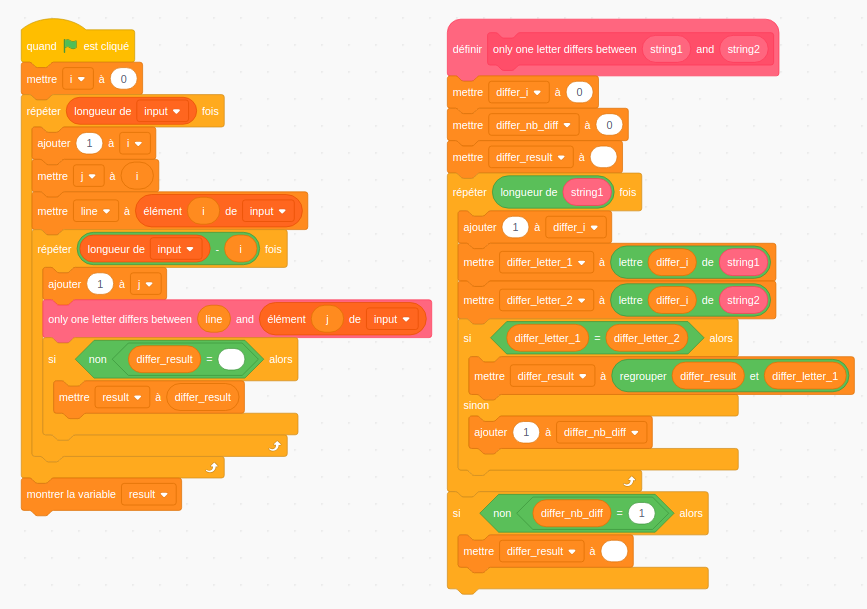 quand est cliqué
mettre i à 0
répéter longueur de input fois
ajouter 1 à i
mettre j à i
mettre line à élément i de input
répéter longueur de input - i fois
ajouter 1 à j
only one letter differs between line and élément j de input
si non differ_result = alors
mettre result à differ_result
montrer la variable result
définir only one letter differs between string1 and string2
mettre differ_i à 0
mettre differ_nb_diff à 0
mettre differ_result à
répéter longueur de string1 fois
ajouter 1 à differ_i
mettre differ_letter_1 à lettre differ_i de string1
mettre differ_letter_2 à lettre differ_i de string2
si differ_letter_1 = differ_letter_2 alors
mettre differ_result à regrouper differ_result et differ_letter_1
sinon
ajouter 1 à differ_nb_diff
si non differ_nb_diff = 1 alors
mettre differ_result à